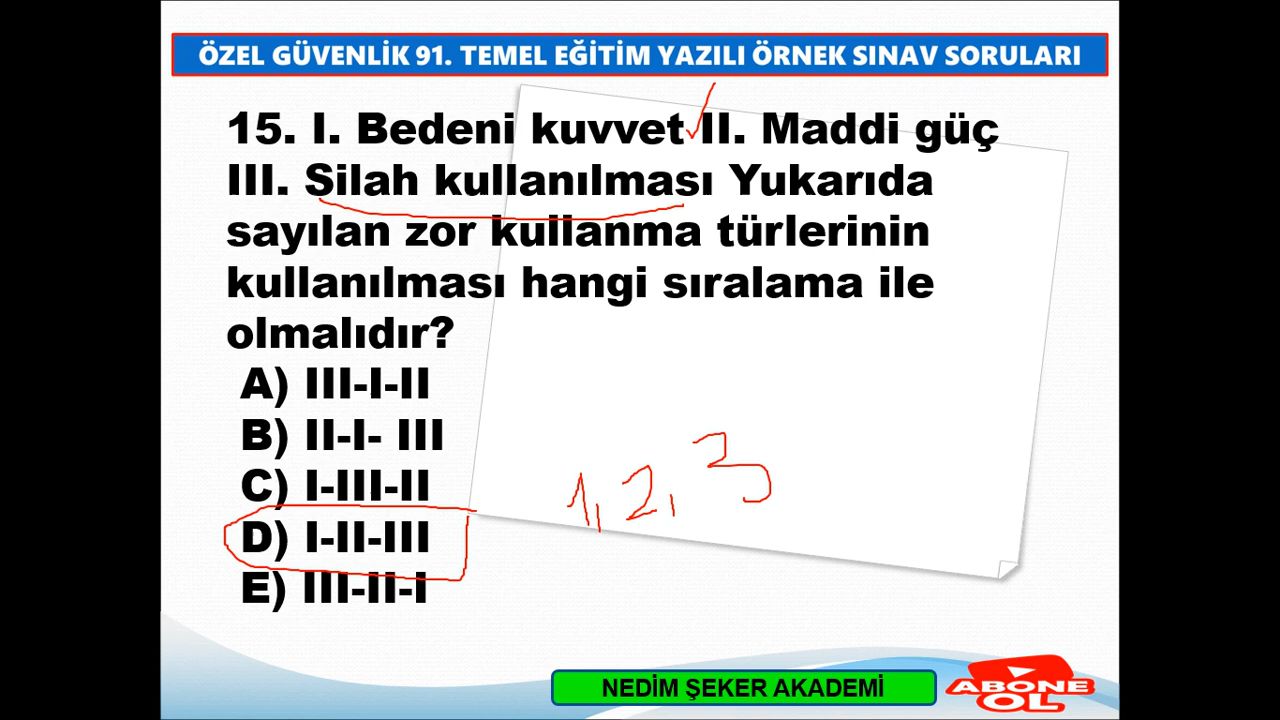 ÖZEL GÜVENLİK 91. TEMEL EĞİTİM YAZILI ÖRNEK SINAV SORULARI
15. I. Bedeni kuvvet II. Maddi güç
III. Silah kullanılması Yukarıda
sayılan zor kullanma türlerinin
kullanılması hangi sıralama ile
olmalıdır?
A) III-I-II
B) II-I- III
C) I-III-II
D) I-II-III
E) III-II-I
1, 2, 3
NEDİM ŞEKER AKADEMİ
ABONE
OL